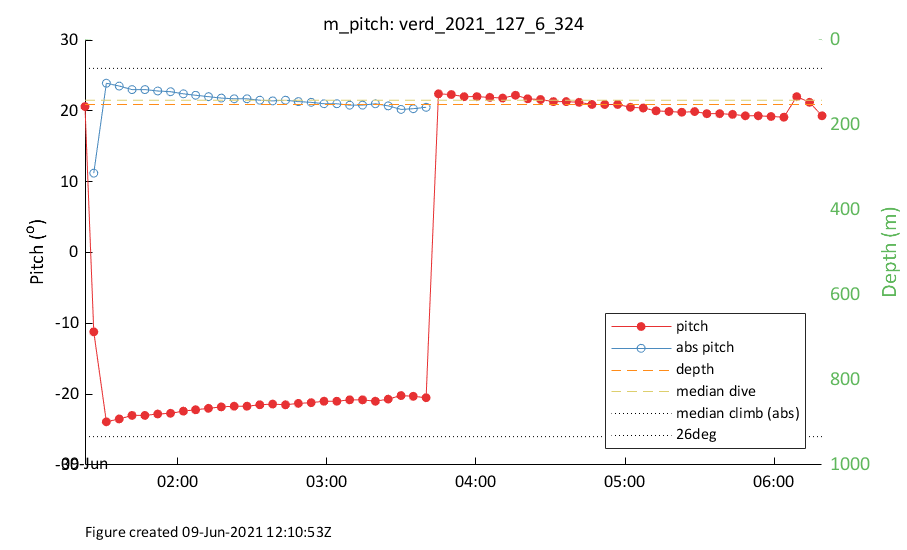 m_pitch: verd_2021_127_6_324
30
20
10
0
-10
-20
-30
Pitch (o)
0
200
400
600
800
1000
Depth (m)
pitch
abs pitch
depth
median dive
median climb (abs)
26deg
09-Jun
02:00
03:00
04:00
05:00
06:00
Figure created 09-Jun-2021 12:10:53Z